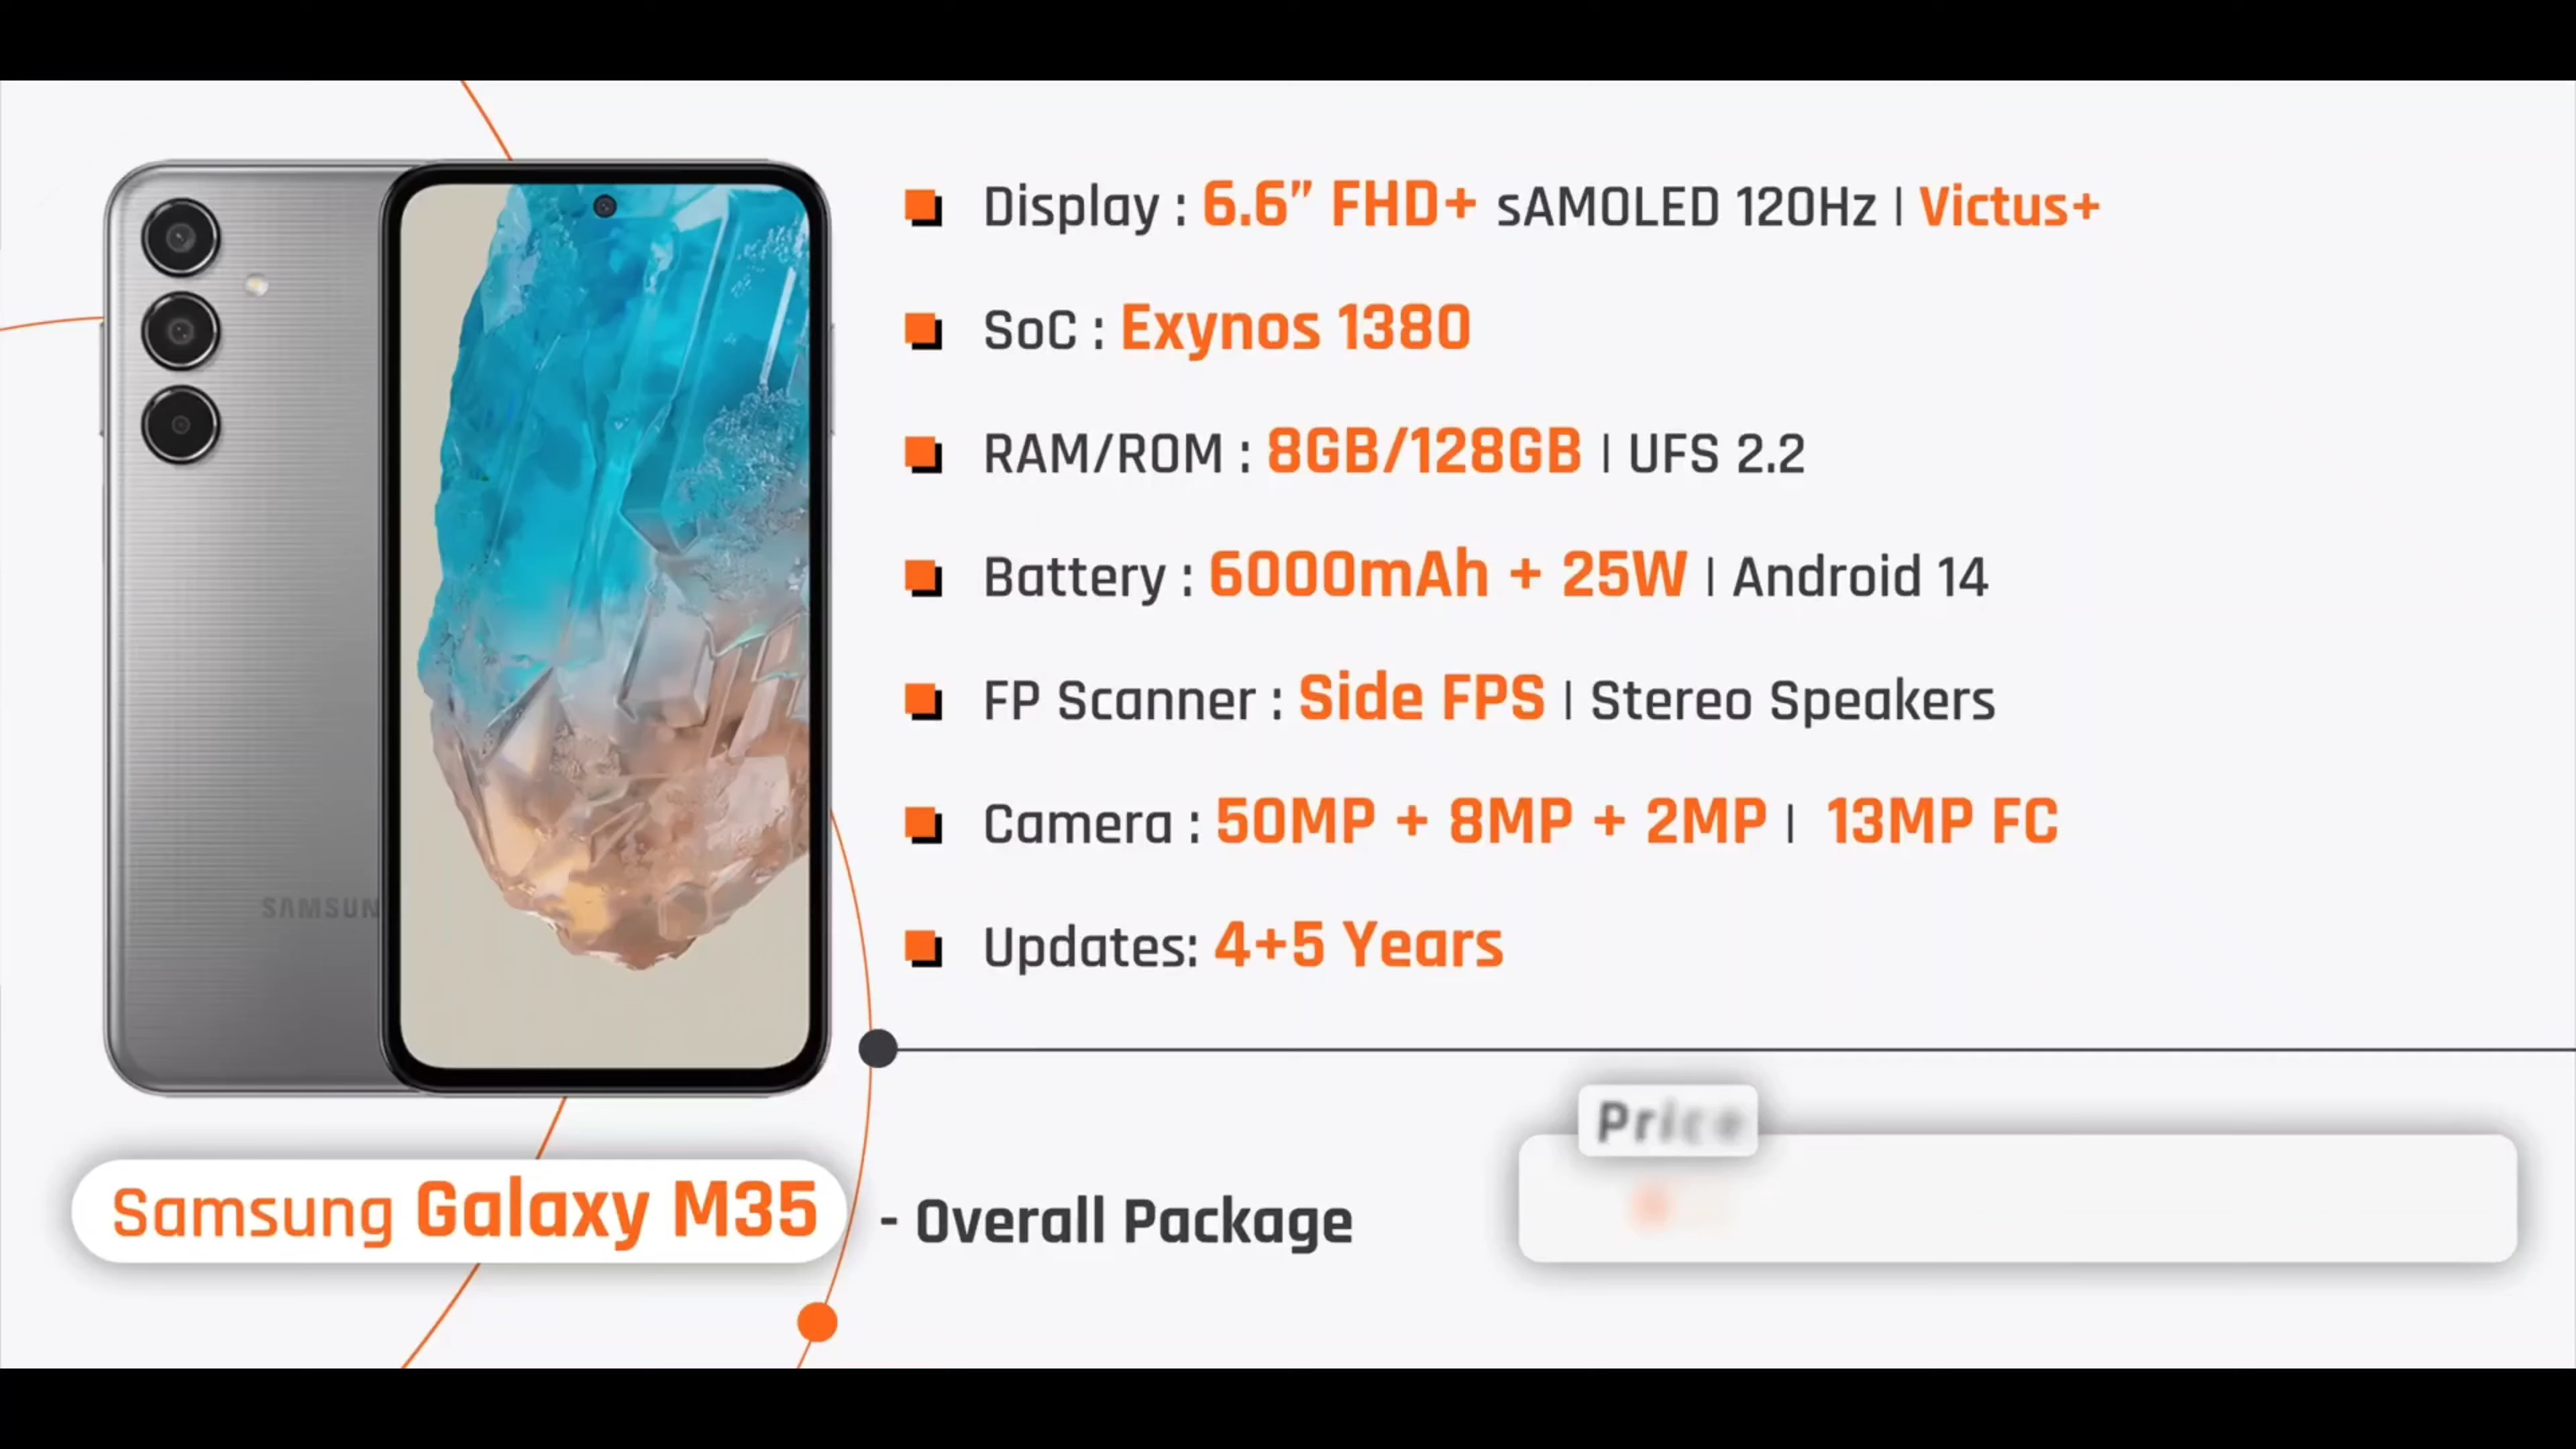 Display : 6.6” FHD+ sAMOLED 120Hz | Victus+
SoC : Exynos 1380
RAM/ROM : 8GB/128GB | UFS 2.2
Battery : 6000mAh + 25W | Android 14
FP Scanner : Side FPS | Stereo Speakers
Camera : 50MP + 8MP + 2MP | 13MP FC
Updates: 4+5 Years
SAMSUN
Samsung Galaxy M35 - Overall Package
Price